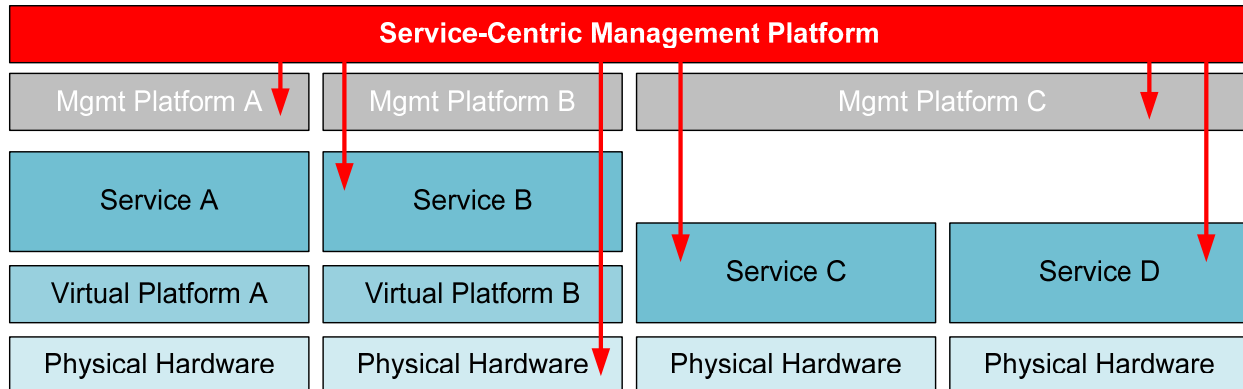 Service-Centric Management Platform
Mgmt Platform A
Mgmt Platform B
Mgmt Platform C
Service A
Service B
Service C
Service D
Virtual Platform A
Virtual Platform B
Physical Hardware
Physical Hardware
Physical Hardware
Physical Hardware